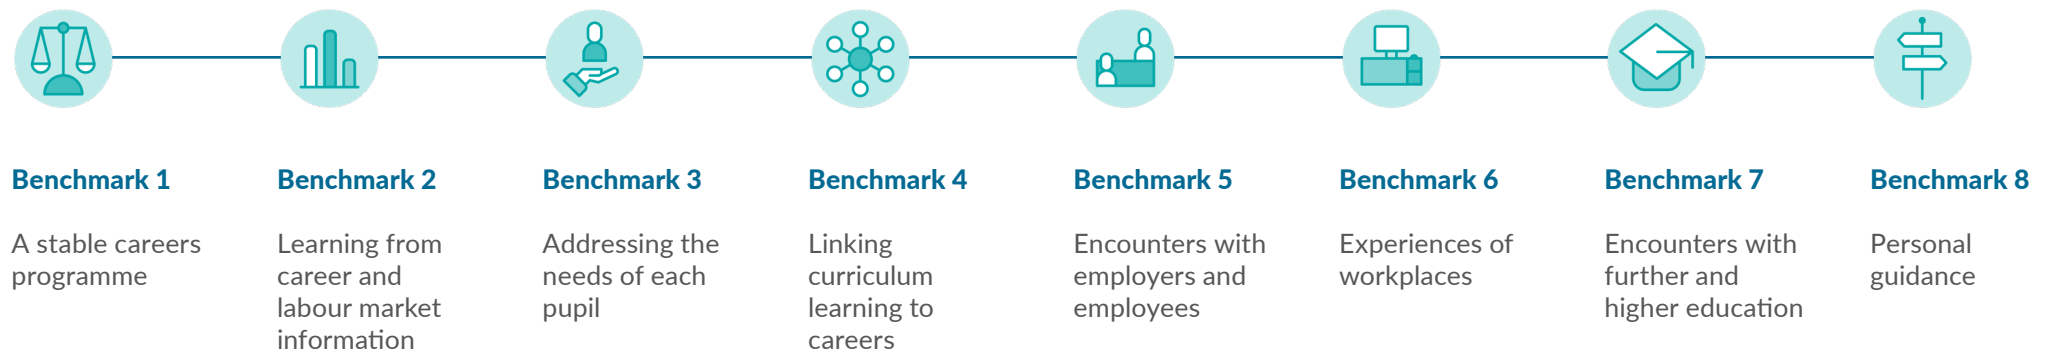 Benchmark 1
A stable careers
programme
Benchmark 2
Learning from
career and
labour market
information
Benchmark 3
Addressing the
needs of each
pupil
Benchmark 4
Linking
curriculum
learning to
careers
Benchmark 5
Encounters with
employers and
employees
Benchmark 6
Experiences of
workplaces
Benchmark 7
Encounters with
further and
higher education
Benchmark 8
Personal
guidance